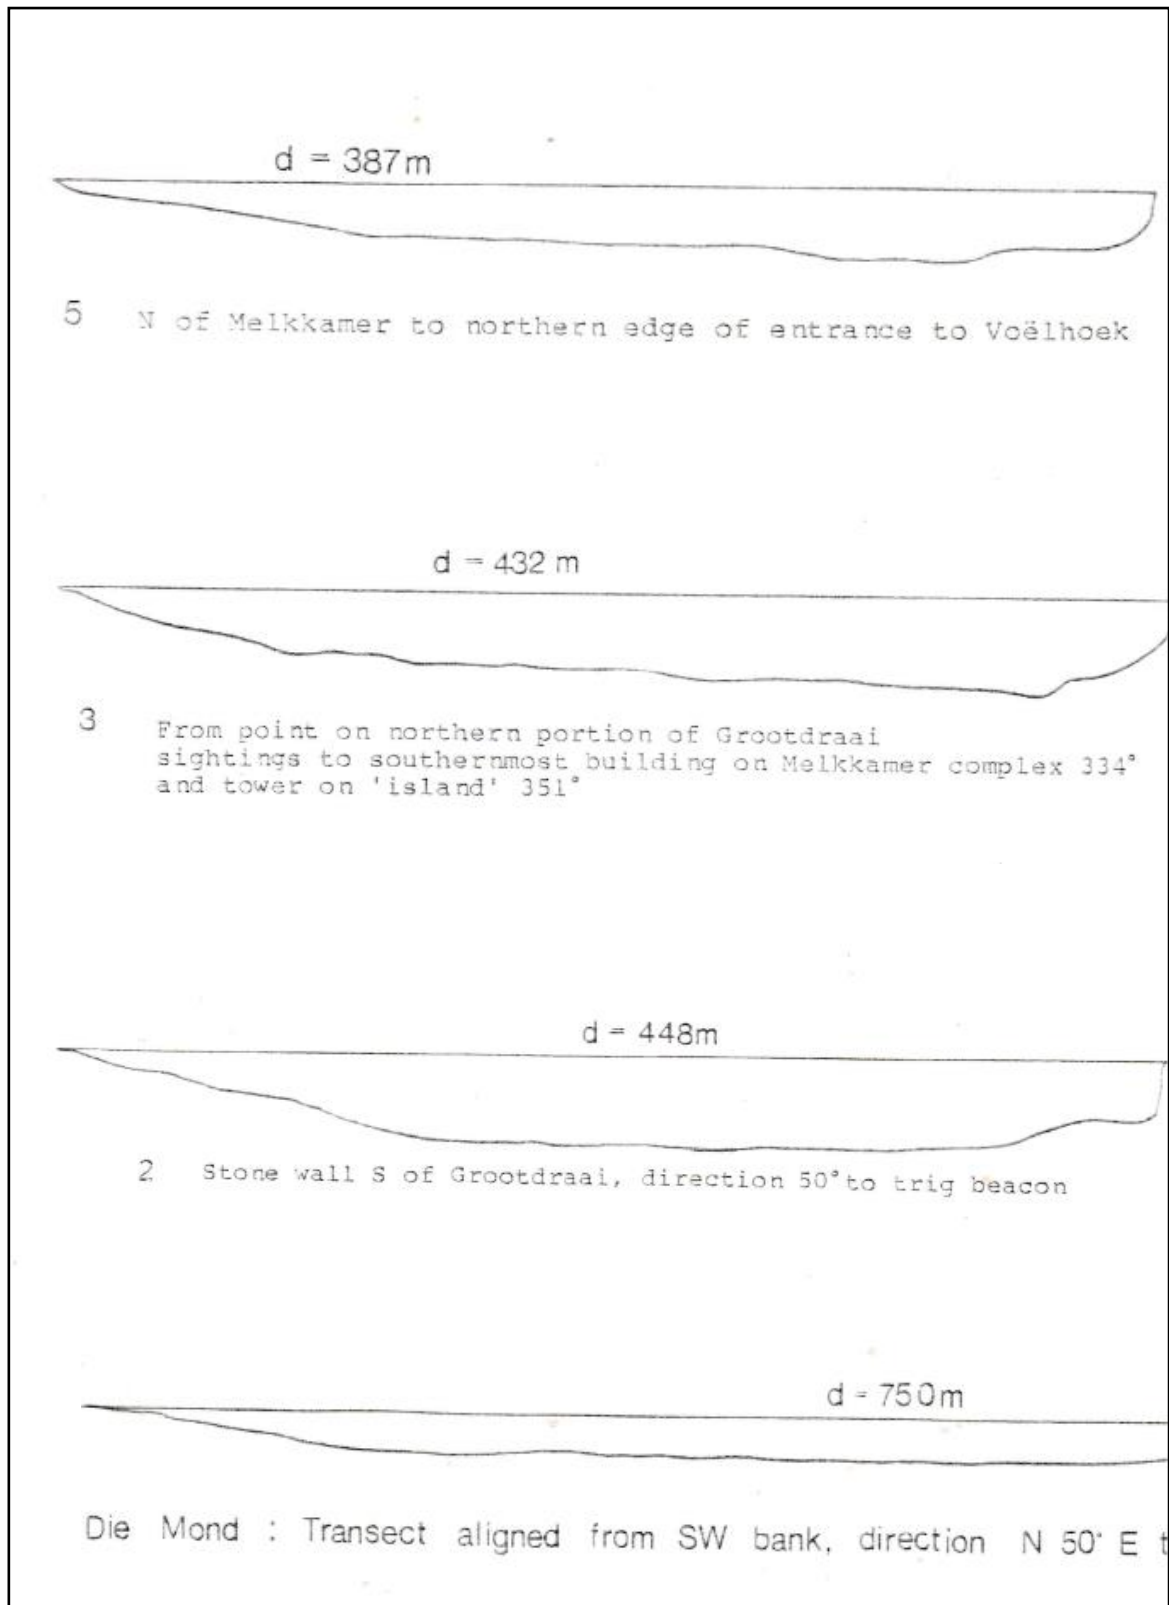 d = 387m
5 N of Melkkamer to northern edge of entrance to Voëlhoek
d = 432 m
3 From point on northern portion of Grootdraai
sightings to southernmost building on Melkkamer complex 334°
and tower on 'island' 351°
d = 448m
2 Stone wall S of Grootdraai, direction 50° to trig beacon
d = 750m
Die Mond : Transect aligned from SW bank, direction N 50° E